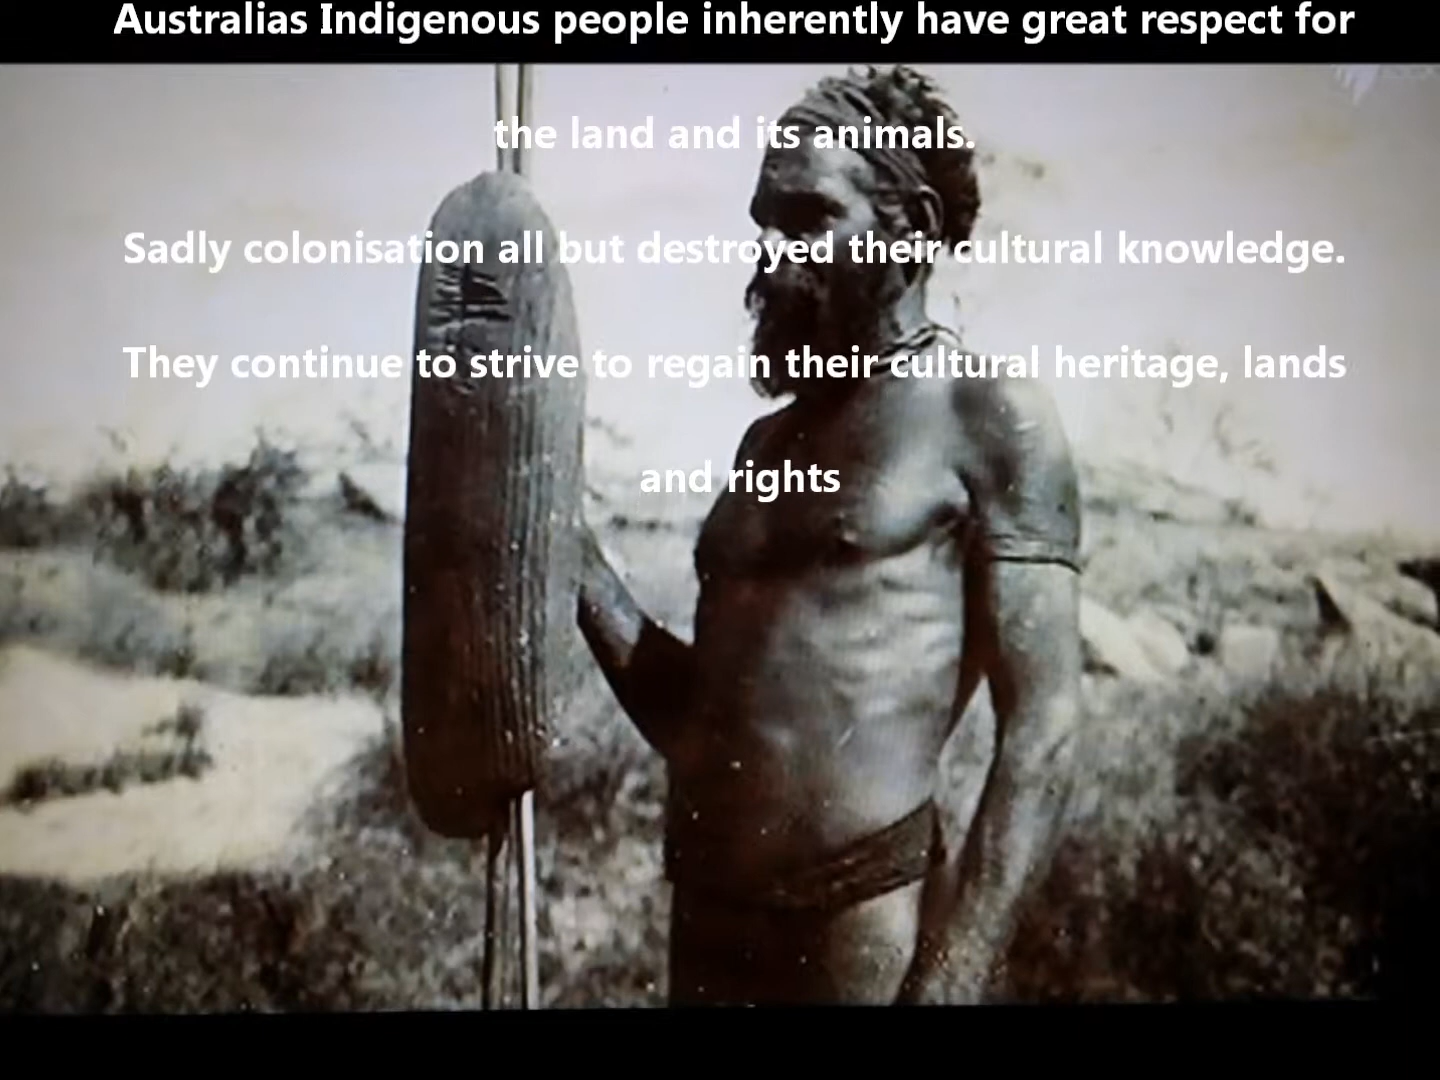 Australias Indigenous people inherently have great respect for
the land and its animals.
Sadly colonisation all but destroyed their cultural knowledge.
They continue to strive to regain their cultural heritage, lands
and rights